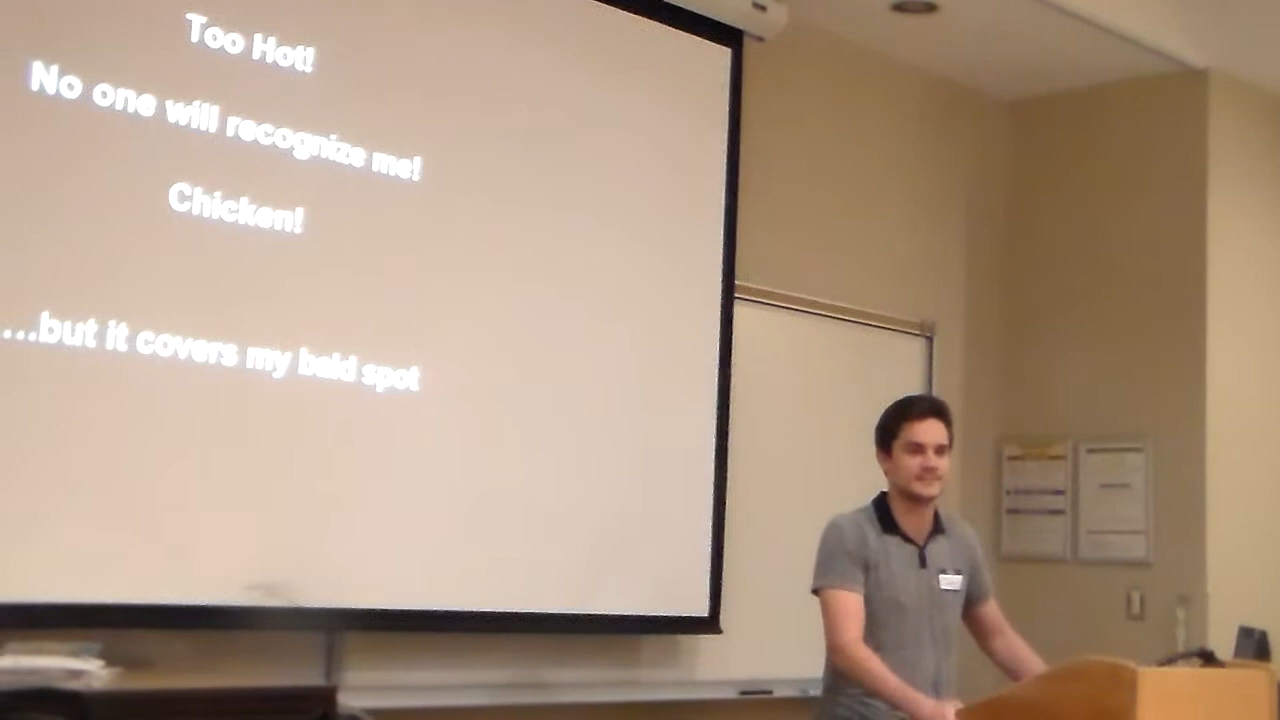 Too Hot!
No one will recognize me!
Chicken!
...but it covers my bald spot